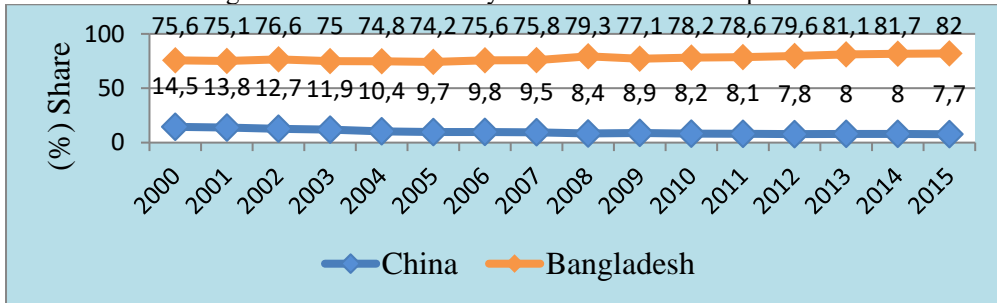 75,6 75,1 76,6 75 74,8 74,2 75,6 75,8 79,3 77,1 78,2 78,6 79,6 81,1 81,7 82
14,5 13,8 12,7 11,9 10,4 9,7 9,8 9,5 8,4 8,9 8,2 8,1 7,8 8 8 7,7
100
50
0
(%) Share
2000 2001 2002 2003 2004 2005 2006 2007 2008 2009 2010 2011 2012 2013 2014 2015
China Bangladesh